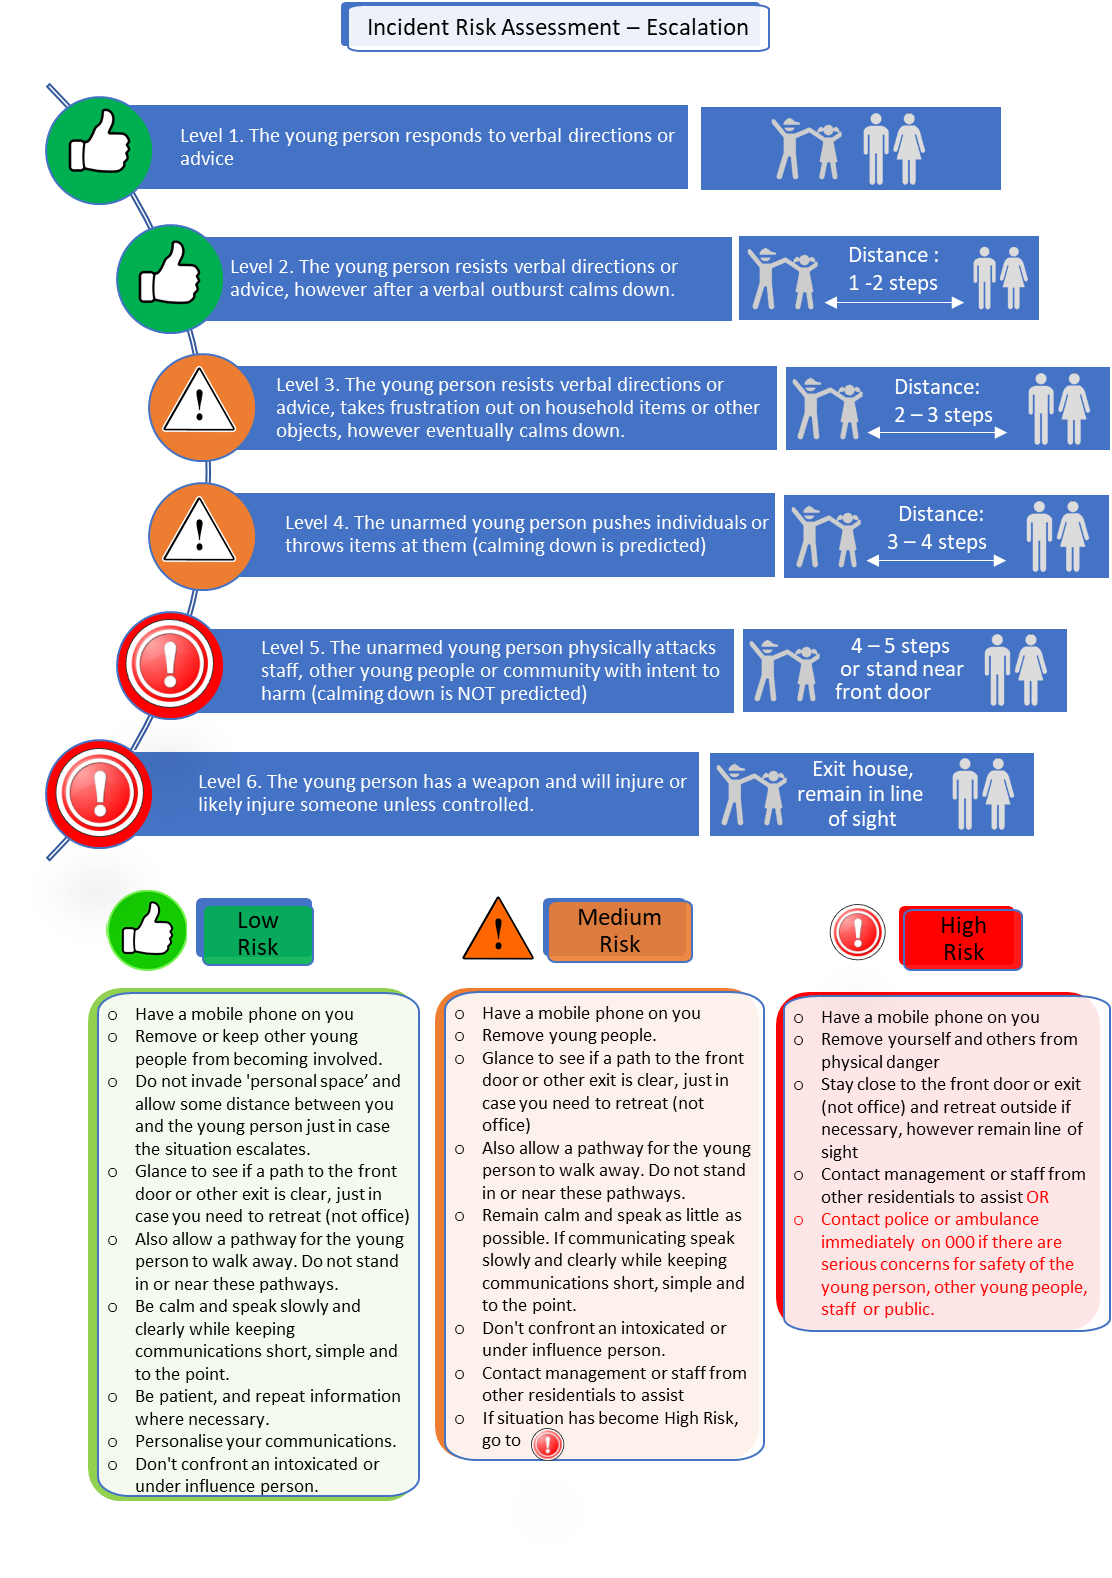 Incident Risk Assessment – Escalation
Level 1. The young person responds to verbal directions or
advice
Level 2. The young person resists verbal directions or
advice, however after a verbal outburst calms down.
Distance :
1 -2 steps
Level 3. The young person resists verbal directions or
advice, takes frustration out on household items or other
objects, however eventually calms down.
Distance:
2 – 3 steps
Level 4. The unarmed young person pushes individuals or
throws items at them (calming down is predicted)
Distance:
3 – 4 steps
Level 5. The unarmed young person physically attacks
staff, other young people or community with intent to
harm (calming down is NOT predicted)
4 – 5 steps
or stand near
front door
Level 6. The young person has a weapon and will injure or
likely injure someone unless controlled.
Exit house,
remain in line
of sight
Low
Risk
o Have a mobile phone on you
o Remove or keep other young
people from becoming involved.
o Do not invade 'personal space’ and
allow some distance between you
and the young person just in case
the situation escalates.
o Glance to see if a path to the front
door or other exit is clear, just in
case you need to retreat (not office)
o Also allow a pathway for the young
person to walk away. Do not stand
in or near these pathways.
o Be calm and speak slowly and
clearly while keeping
communications short, simple and
to the point.
o Be patient, and repeat information
where necessary.
o Personalise your communications.
o Don't confront an intoxicated or
under influence person.
Medium
Risk
o Have a mobile phone on you
o Remove young people.
o Glance to see if a path to the front
door or other exit is clear, just in
case you need to retreat (not
office)
o Also allow a pathway for the young
person to walk away. Do not stand
in or near these pathways.
o Remain calm and speak as little as
possible. If communicating speak
slowly and clearly while keeping
communications short, simple and
to the point.
o Don't confront an intoxicated or
under influence person.
o Contact management or staff from
other residentials to assist
o If situation has become High Risk,
go to
High
Risk
o Have a mobile phone on you
o Remove yourself and others from
physical danger
o Stay close to the front door or exit
(not office) and retreat outside if
necessary, however remain line of
sight
o Contact management or staff from
other residentials to assist OR
o Contact police or ambulance
immediately on 000 if there are
serious concerns for safety of the
young person, other young people,
staff or public.